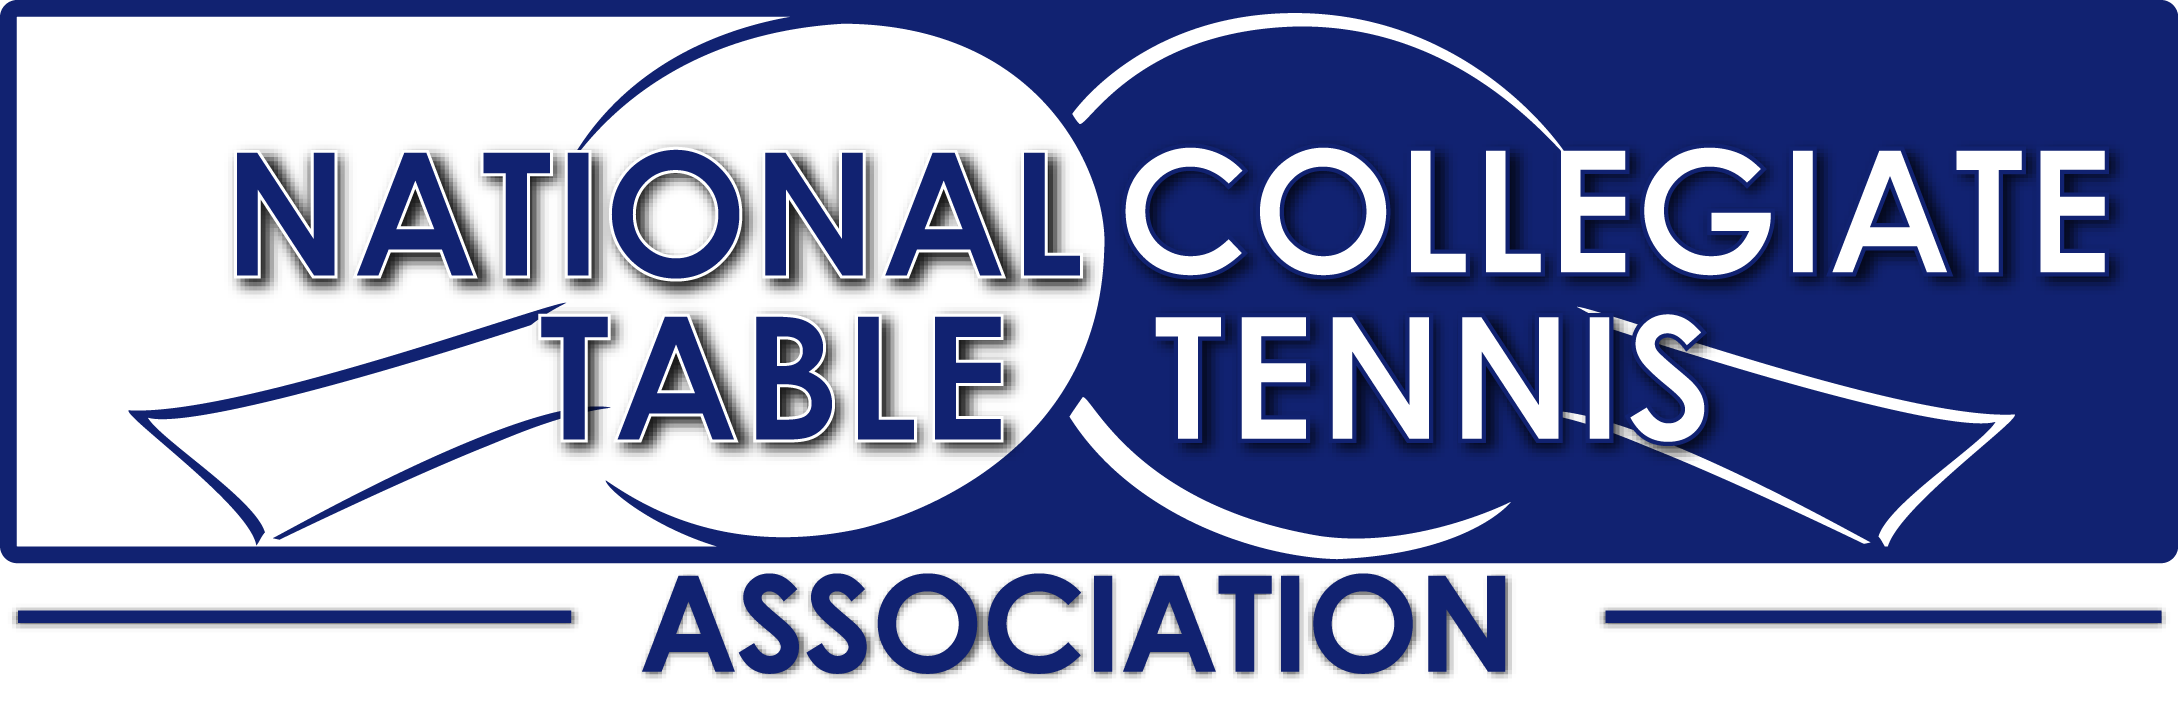 NATIONAL COLLEGIATE
TABLE TENNIS
ASSOCIATION